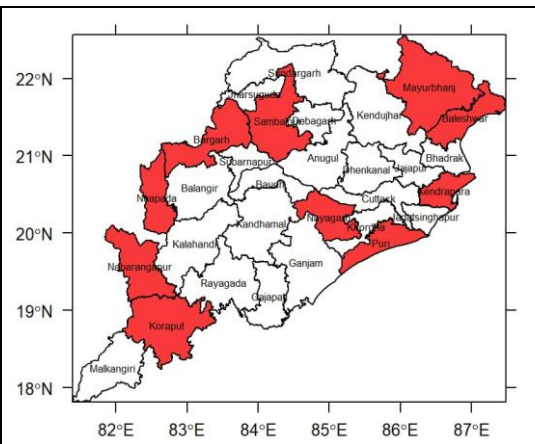 22°N
21°N
20°N
19°N
18°N
Sundargarh
Jharsuguda
Mayurbhanj
Sambalpur
Debagarh
Kendujhar
Baleshwar
Bargarh
Subarnapur
Anugul
Dhenkanal
Jajapur
Bhadrak
Nuapada
Balangir
Baudh
Cuttack
Kendrapara
Nayagarh
Khordha
Jagatsinghapur
Puri
Kandhamal
Kalahandi
Nabarangapur
Rayagada
Gajapati
Ganjam
Koraput
Malkangiri
82°E 83°E 84°E 85°E 86°E 87°E